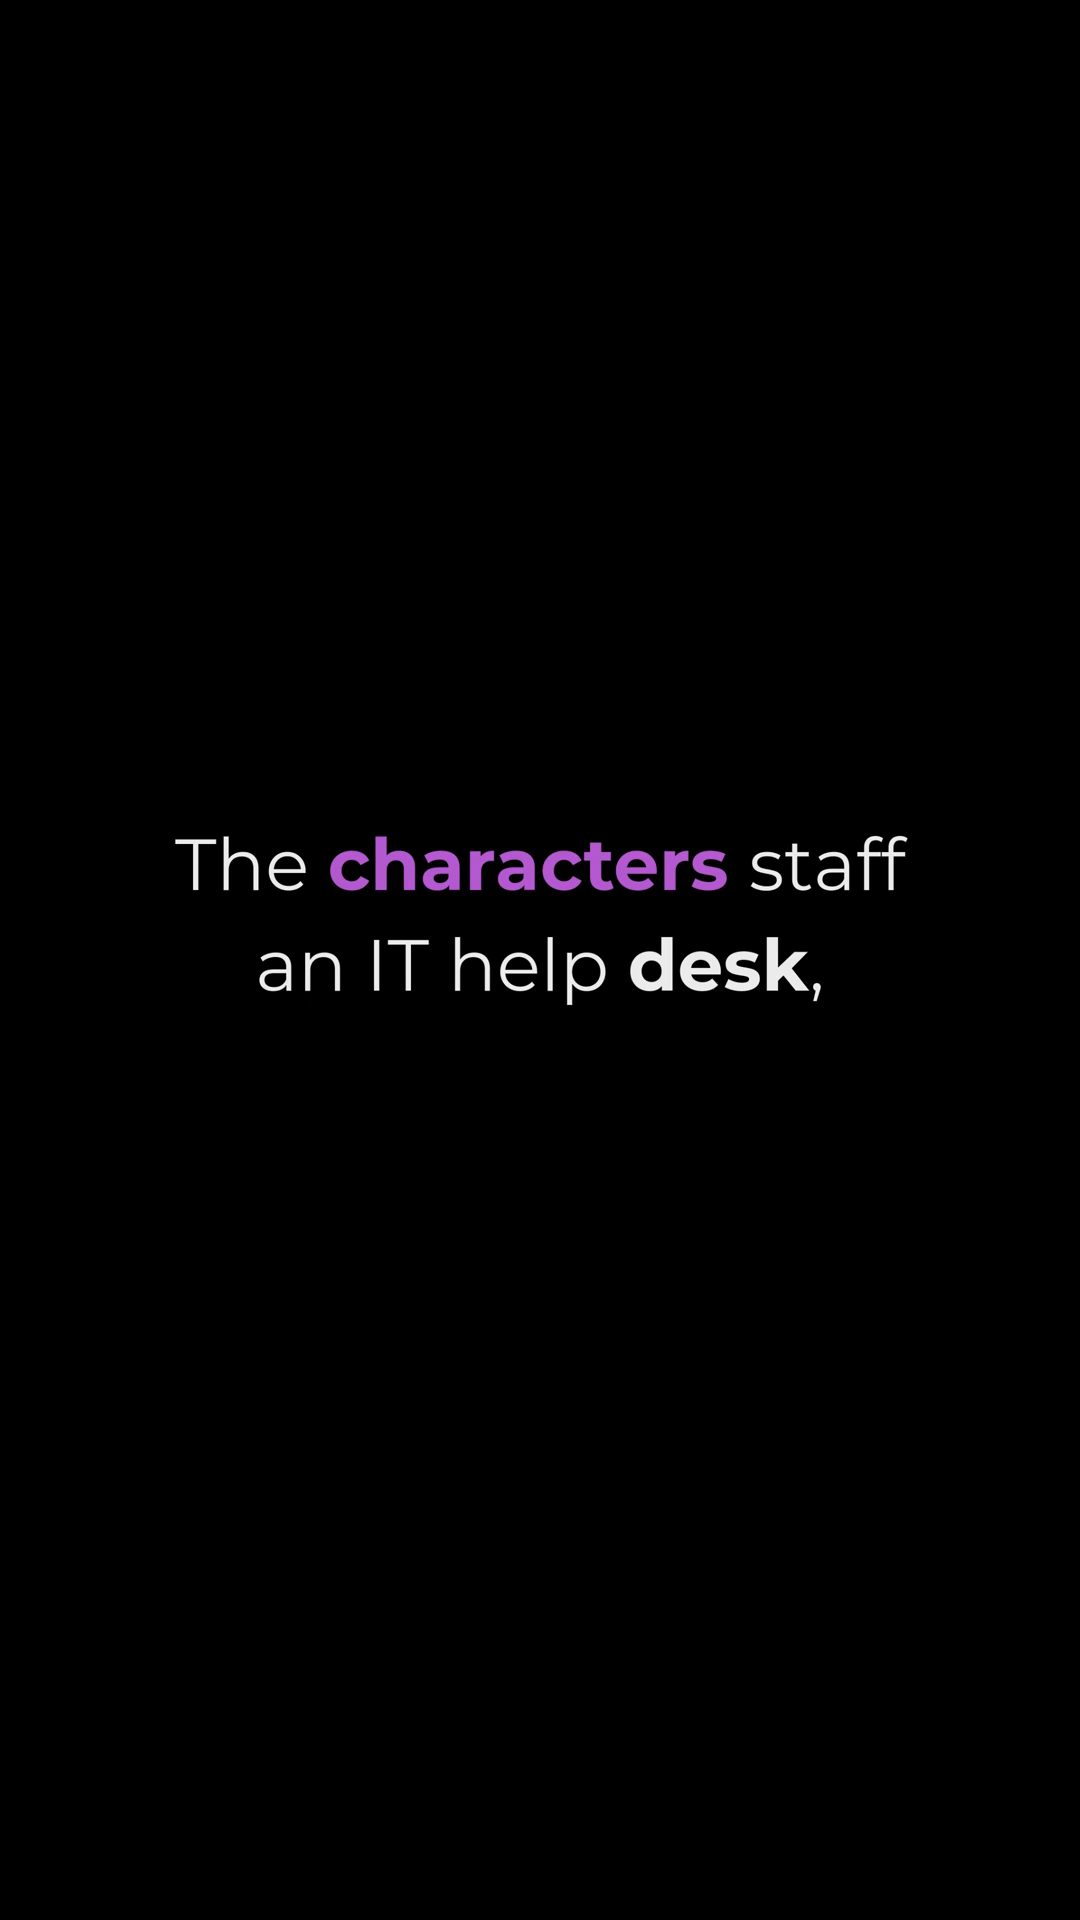 The characters staff
an IT help desk,